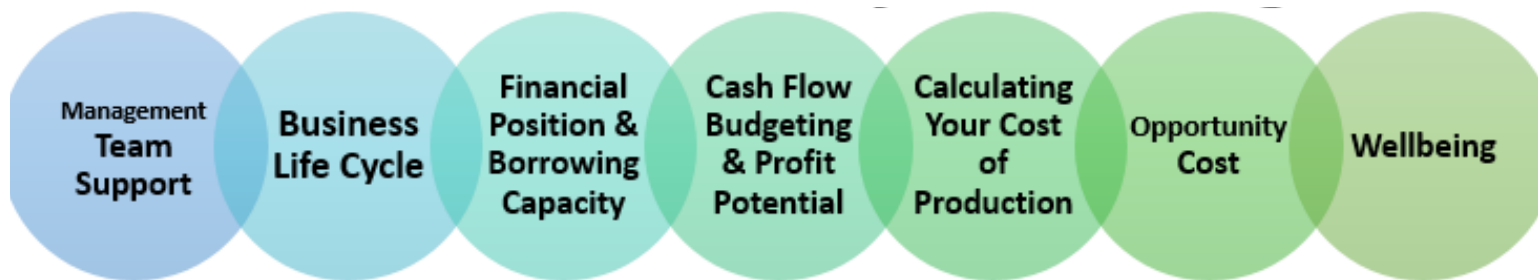 Management
Team
Support
Business
Life Cycle
Financial
Position &
Borrowing
Capacity
Cash Flow
Budgeting
& Profit
Potential
Calculating
Your Cost
of
Production
Opportunity
Cost
Wellbeing